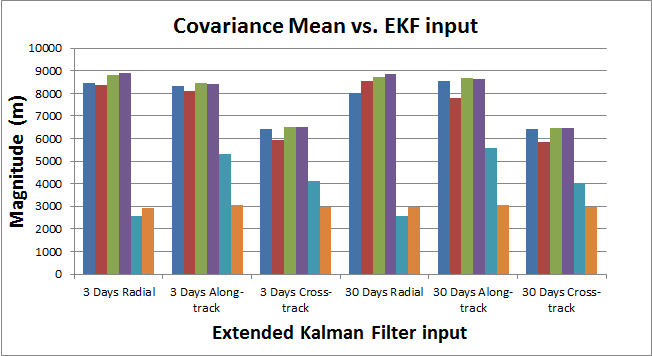 Covariance Mean vs. EKF input
10000
9000
8000
7000
6000
5000
4000
3000
2000
1000
0
Magnitude (m)
3 Days Radial
3 Days Along-
track
3 Days Cross-
track
30 Days Radial
30 Days Along-
track
30 Days Cross-
track
Extended Kalman Filter input